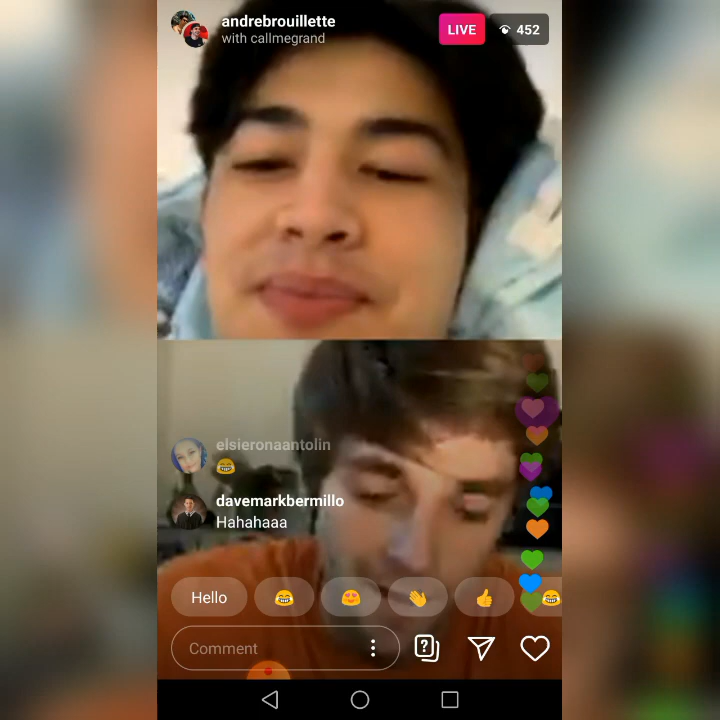 andrebrouillette
with callmegrand
LIVE
452
elsieronaantolin
😂
davemarkbermillo
Hahahaaa
Hello
Comment